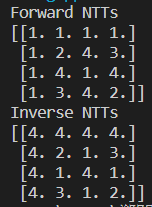 Forward NTTs
[[1. 1. 1. 1.]
 [1. 2. 4. 3.]
 [1. 4. 1. 4.]
 [1. 3. 4. 2.]]
Inverse NTTs
[[4. 4. 4. 4.]
 [4. 2. 1. 3.]
 [4. 1. 4. 1.]
 [4. 3. 1. 2.]]